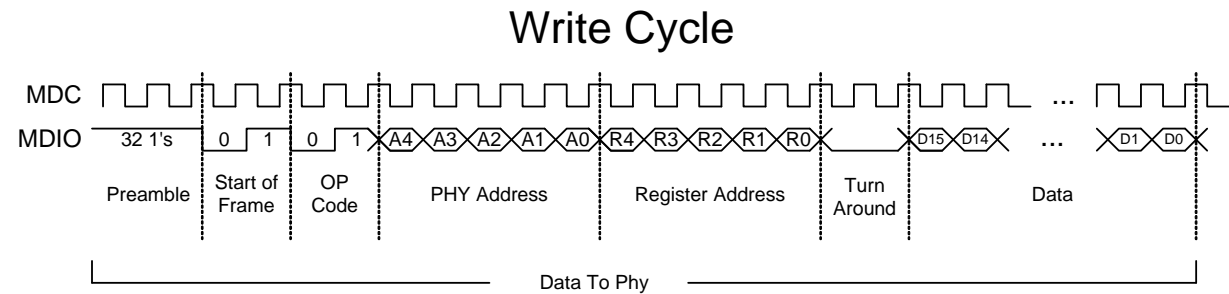 Write Cycle
MDC ...
MDIO 32 1's 0 1 0 1 A4 A3 A2 A1 A0 R4 R3 R2 R1 R0 D15 D14 ... D1 D0
Preamble
Start of
Frame
OP
Code
PHY Address
Register Address
Turn
Around
Data
Data To Phy